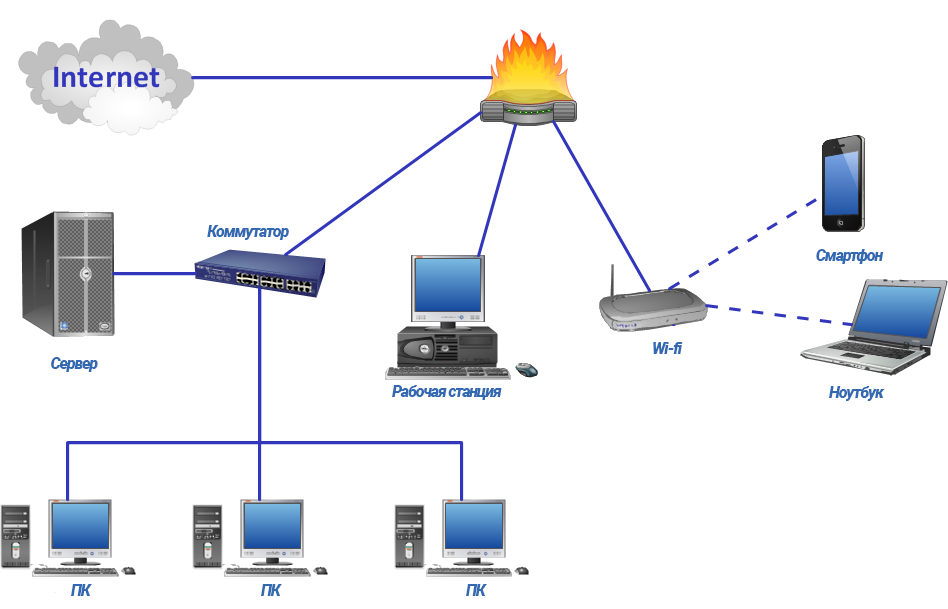 Internet
Коммутатор
Смартфон
Сервер
Wi-fi
Рабочая станция
Ноутбук
ПК
ПК
ПК